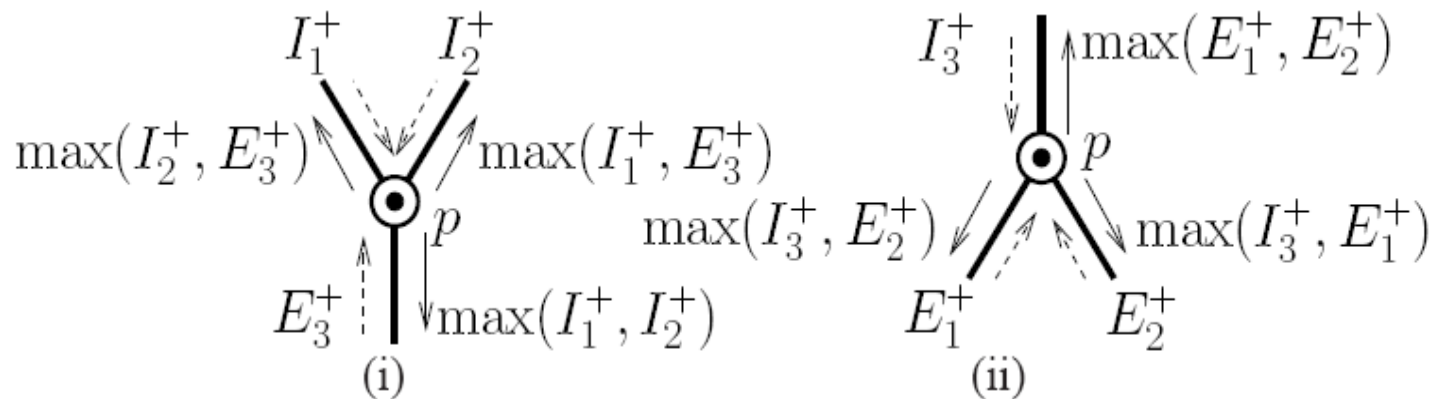 I_1^+ I_2^+
max(I_2^+, E_3^+) max(I_1^+, E_3^+)
p
E_3^+ max(I_1^+, I_2^+)
(i)
I_3^+ max(E_1^+, E_2^+)
p
max(I_3^+, E_2^+) max(I_3^+, E_1^+)
E_1^+ E_2^+
(ii)